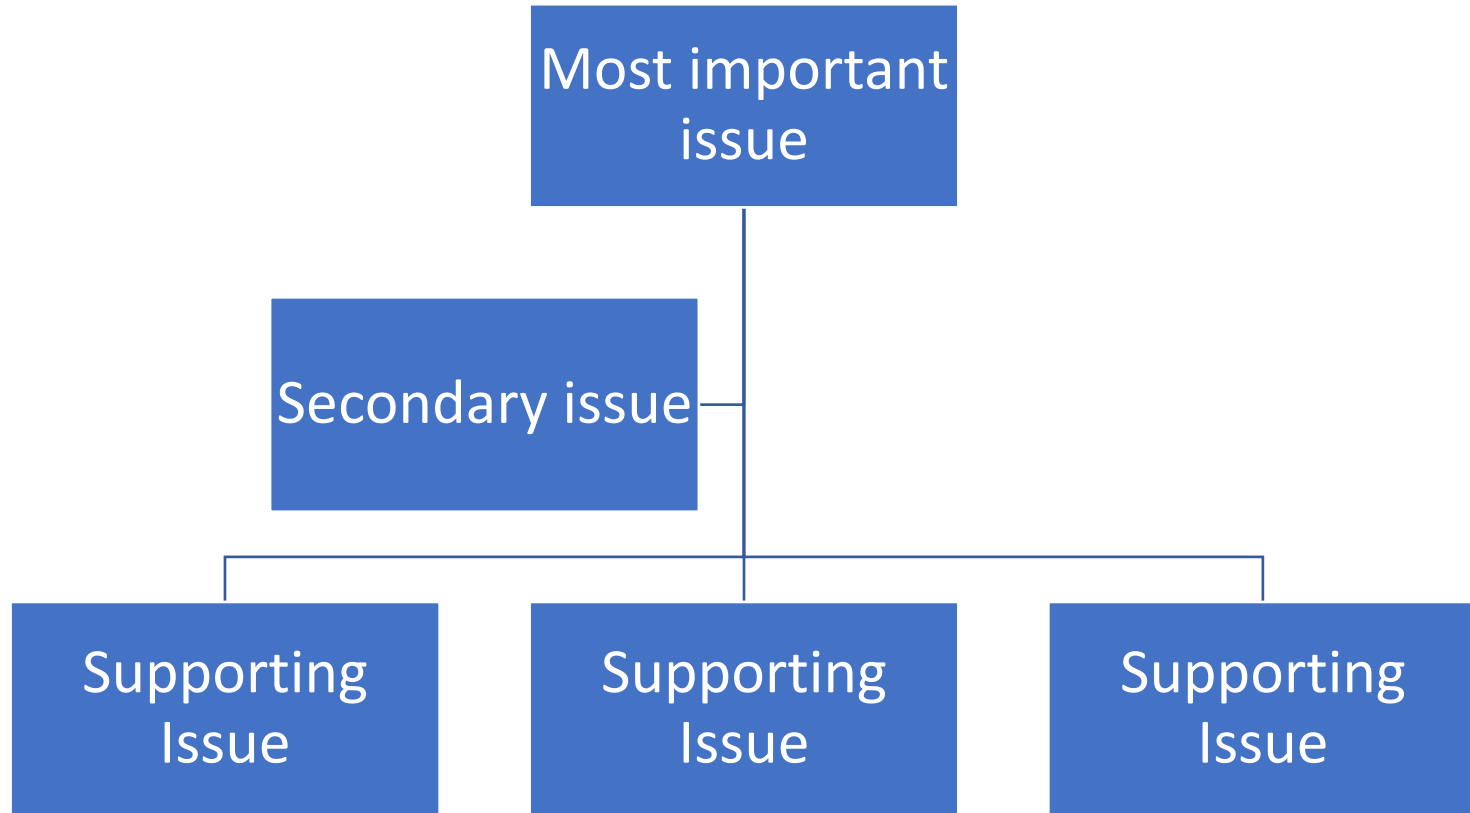 Most important
issue
Secondary issue
Supporting
Issue
Supporting
Issue
Supporting
Issue